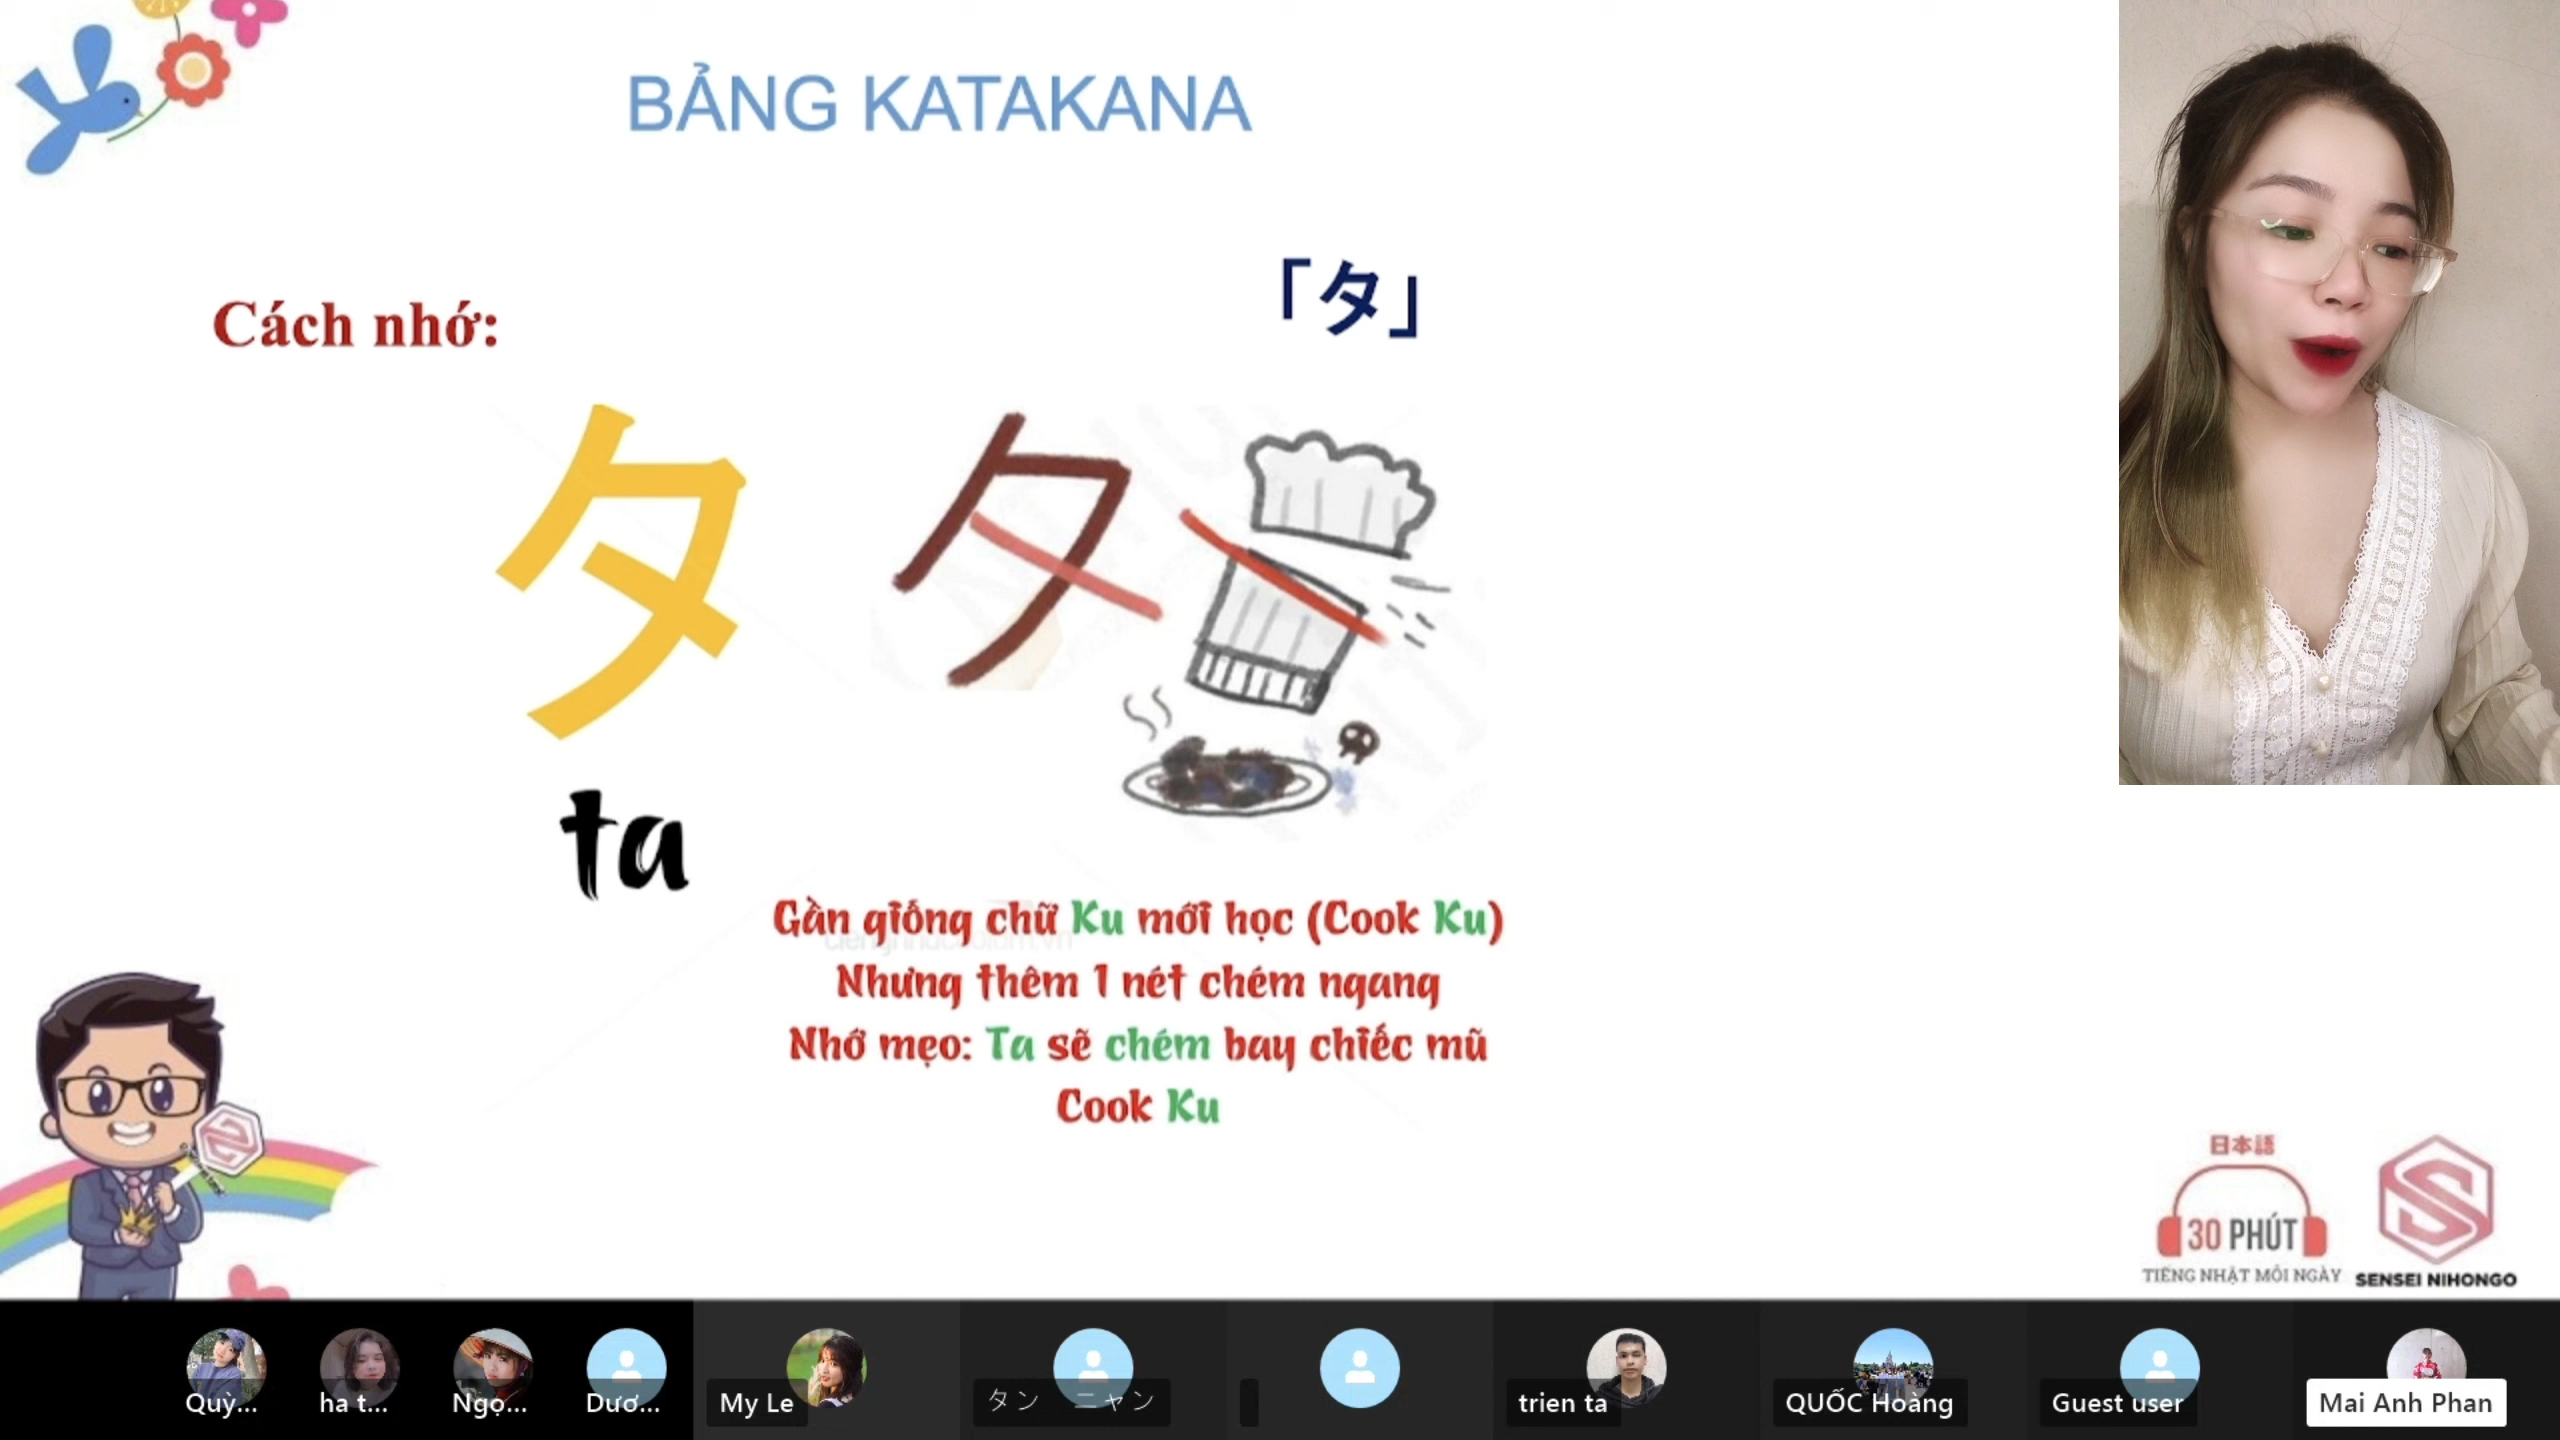 BẢNG KATAKANA
「タ」
Cách nhớ:
タ
タ
ta
Gần giống chữ Ku mới học (Cook Ku)
Nhưng thêm 1 nét chém ngang
Nhớ mẹo: Ta sẽ chém bay chiếc mũ
Cook Ku
日本語
30 PHÚT
TIẾNG NHẬT MỖI NGÀY
SENSEI NIHONGO
Quỳ...
ha t...
Ngọ...
Dươ...
My Le
タン ニャン
trien ta
QUỐC Hoàng
Guest user
Mai Anh Phan